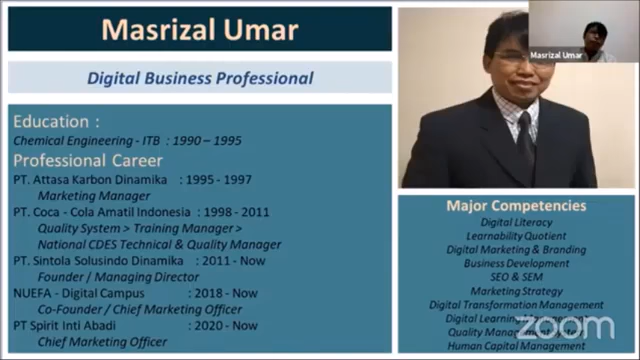 Masrizal Umar
Masrizal Umar
Digital Business Professional
Education :
Chemical Engineering - ITB : 1990 – 1995
Professional Career
PT. Attasa Karbon Dinamika : 1995 - 1997
Marketing Manager
PT. Coca - Cola Amatil Indonesia : 1998 - 2011
Quality System > Training Manager >
National CDES Technical & Quality Manager
PT. Sintola Solusindo Dinamika : 2011 - Now
Founder / Managing Director
NUEFA - Digital Campus : 2018 - Now
Co-Founder / Chief Marketing Officer
PT Spirit Inti Abadi : 2020 - Now
Chief Marketing Officer
Major Competencies
Digital Literacy
Learnability Quotient
Digital Marketing & Branding
Business Development
SEO & SEM
Marketing Strategy
Digital Transformation Management
Digital Learning
Quality Management System
Human Capital Management
zoom